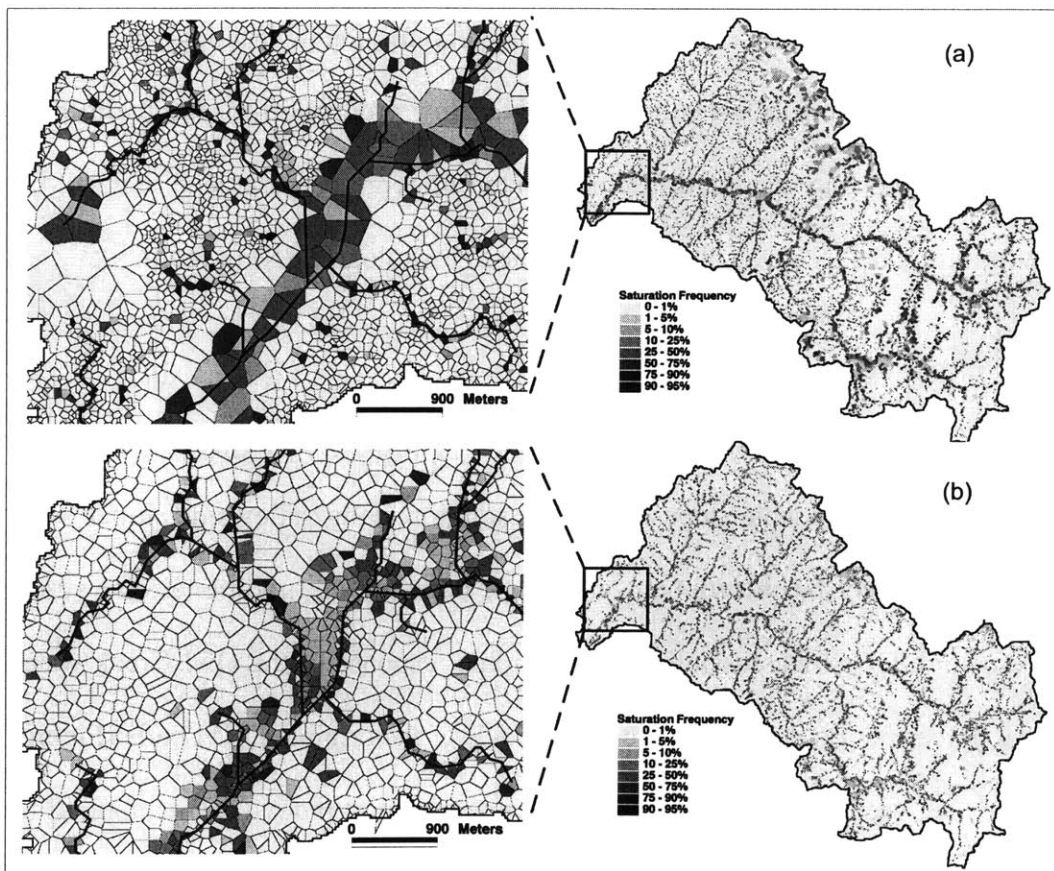 (a)
Saturation Frequency
0 - 1%
1 - 5%
5 - 10%
10 - 25%
25 - 50%
50 - 75%
75 - 90%
90 - 95%
0 900 Meters
(b)
Saturation Frequency
0 - 1%
1 - 5%
5 - 10%
10 - 25%
25 - 50%
50 - 75%
75 - 90%
90 - 95%
0 900 Meters